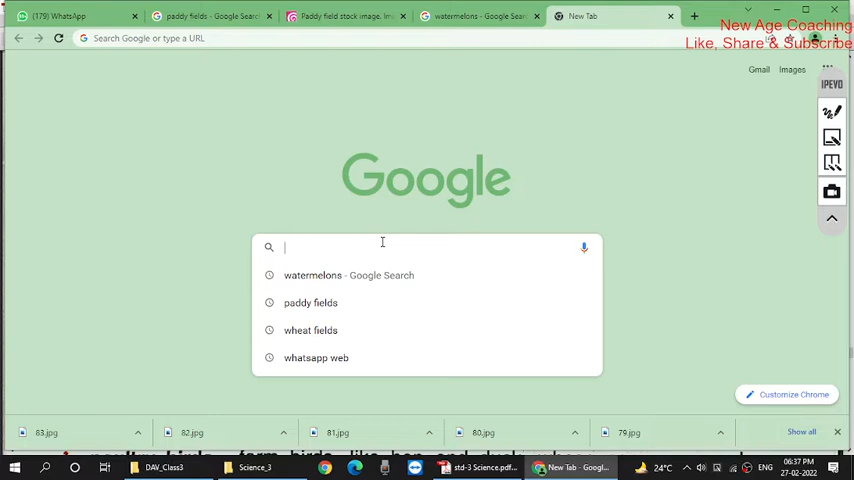 (179) WhatsApp
paddy fields - Google Search
Paddy field stock image. Im
watermelons - Google Searc
New Tab
New Age Coaching
Like, Share & Subscribe
Search Google or type a URL
Gmail
Images
IPEVO
Google
watermelons - Google Search
paddy fields
wheat fields
whatsapp web
Customize Chrome
83.jpg
82.jpg
81.jpg
80.jpg
79.jpg
Show all
DAV_Class3
Science_3
std-3 Science.pdf...
New Tab - Googl...
24°C
ENG
06:37 PM
27-02-2022